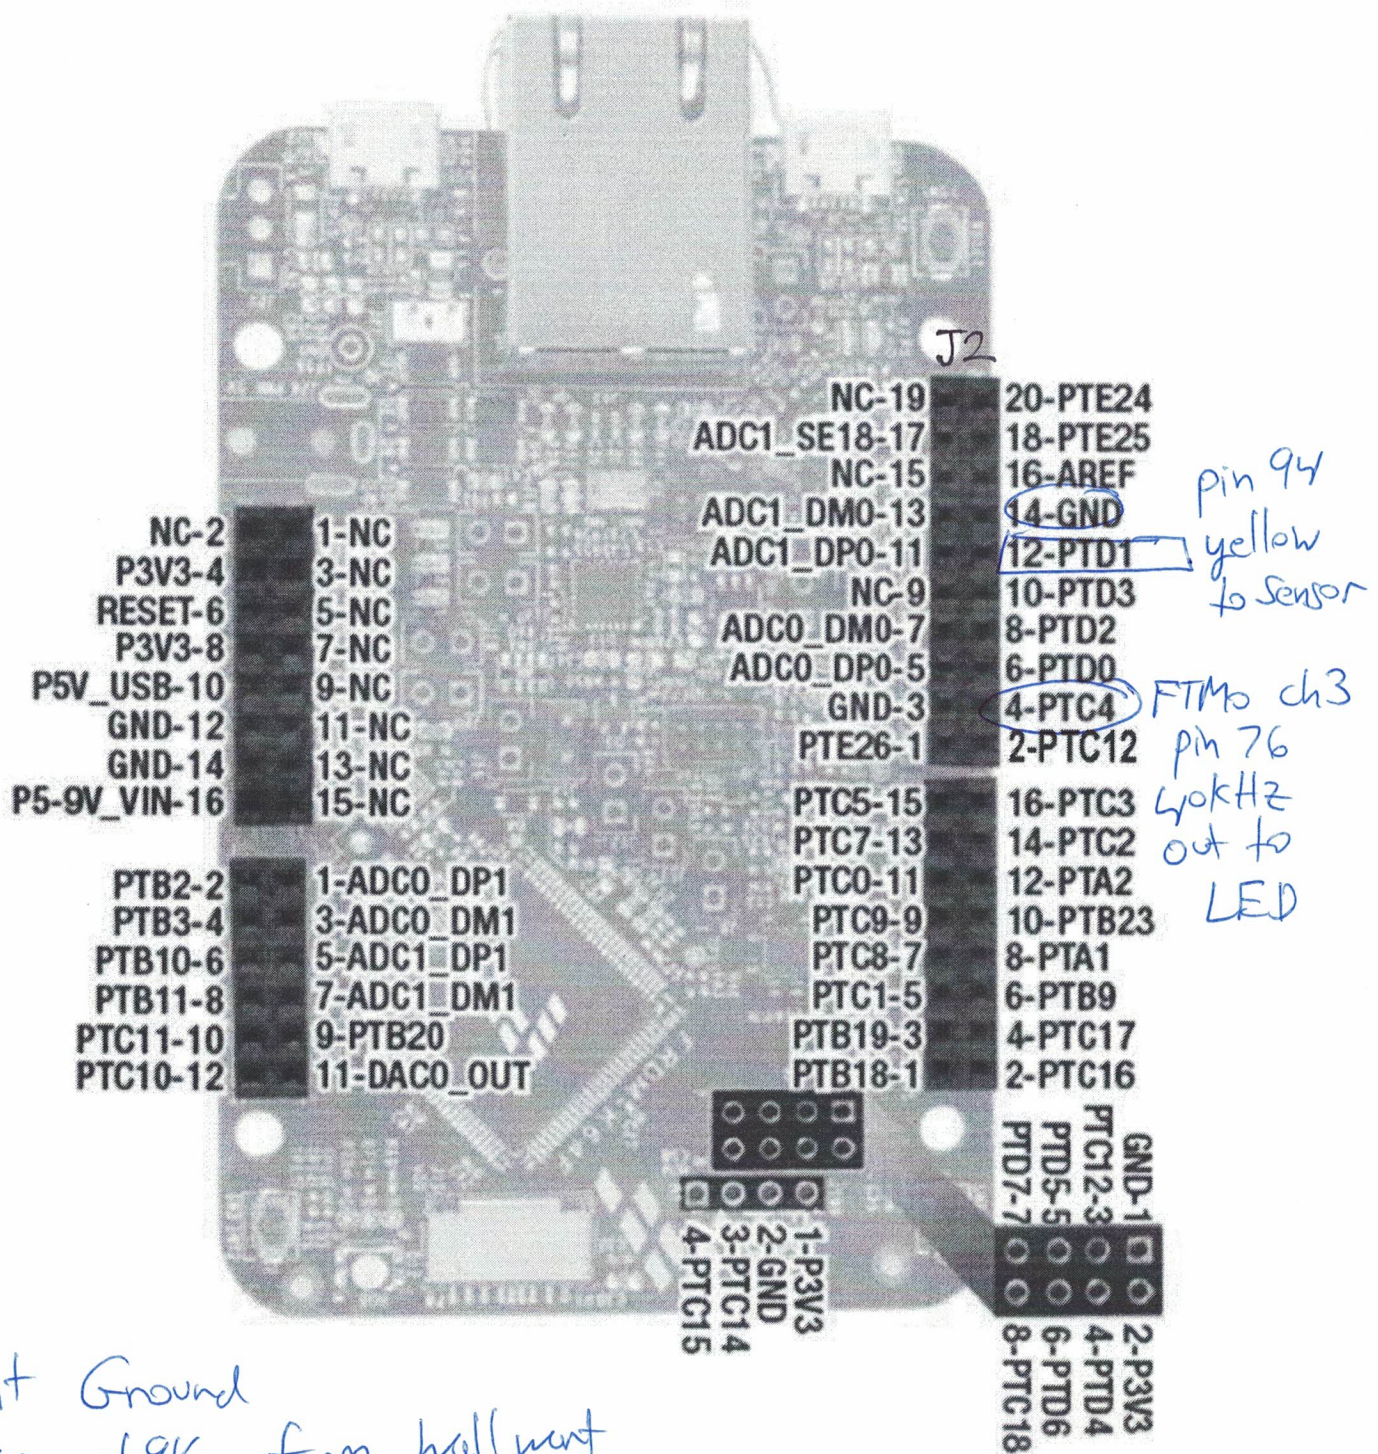 J2
NC-19 20-PTE24
ADC1_SE18-17 18-PTE25
NC-15 16-AREF
ADC1_DM0-13 14-GND
ADC1_DP0-11 12-PTD1
NC-9 10-PTD3
ADC0_DM0-7 8-PTD2
ADC0_DP0-5 6-PTD0
GND-3 4-PTC4
PTE26-1 2-PTC12
pin 94
yellow
to sensor
FTM0 ch3
pin 76
40kHz
out to
LED
NC-2 1-NC
P3V3-4 3-NC
RESET-6 5-NC
P3V3-8 7-NC
P5V_USB-10 9-NC
GND-12 11-NC
GND-14 13-NC
P5-9V_VIN-16 15-NC
PTC5-15 16-PTC3
PTC7-13 14-PTC2
PTC0-11 12-PTA2
PTC9-9 10-PTB23
PTC8-7 8-PTA1
PTC1-5 6-PTB9
PTB19-3 4-PTC17
PTB18-1 2-PTC16
PTB2-2 1-ADC0_DP1
PTB3-4 3-ADC0_DM1
PTB10-6 5-ADC1_DP1
PTB11-8 7-ADC1_DM1
PTC11-10 9-PTB20
PTC10-12 11-DAC0_OUT
FRDM-K64F
PTD7-7
PTD5-5
PTC12-3
GND-1
4-PTC15
3-PTC14
2-GND
1-P3V3
8-PTC18
6-PTD6
4-PTD4
2-P3V3
Ground